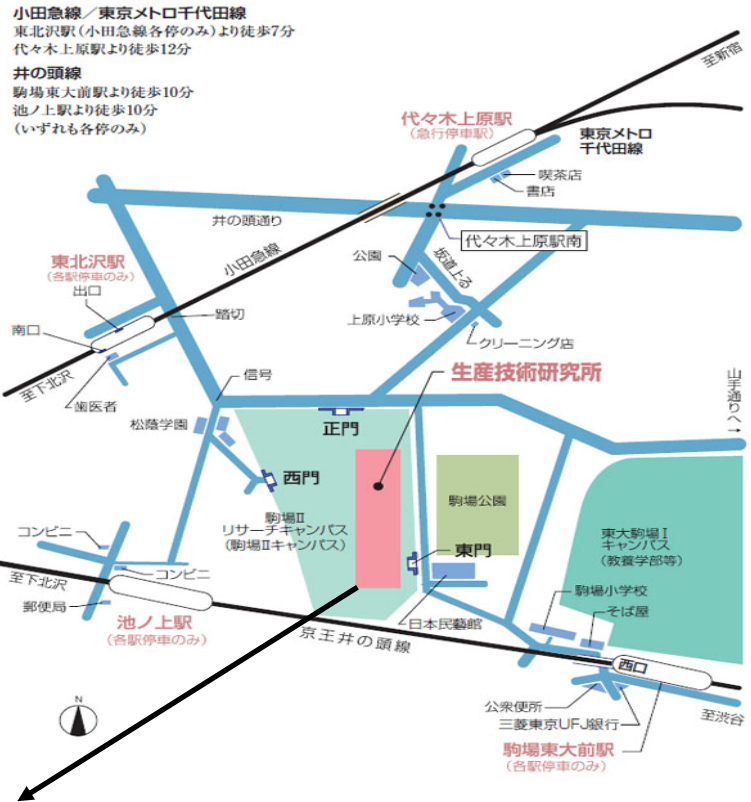 小田急線／東京メトロ千代田線
東北沢駅(小田急線各停のみ)より徒歩7分
代々木上原駅より徒歩12分
井の頭線
駒場東大前駅より徒歩10分
池ノ上駅より徒歩10分
(いずれも各停のみ)
至新宿
代々木上原駅
(急行停車駅)
東京メトロ
千代田線
喫茶店
書店
井の頭通り
代々木上原駅南
小田急線
公園
坂道上る
東北沢駅
(各駅停車のみ)
出口
踏切
南口
上原小学校
クリーニング店
至下北沢
歯医者
信号
生産技術研究所
山手通りへ→
松蔭学園
正門
西門
駒場公園
駒場Ⅱ
リサーチキャンパス
(駒場Ⅱキャンパス)
東大駒場Ⅰ
キャンパス
(教養学部等)
コンビニ
東門
至下北沢
コンビニ
駒場小学校
郵便局
そば屋
池ノ上駅
(各駅停車のみ)
日本民藝館
京王井の頭線
西口
N
公衆便所
三菱東京UFJ銀行
至渋谷
駒場東大前駅
(各駅停車のみ)